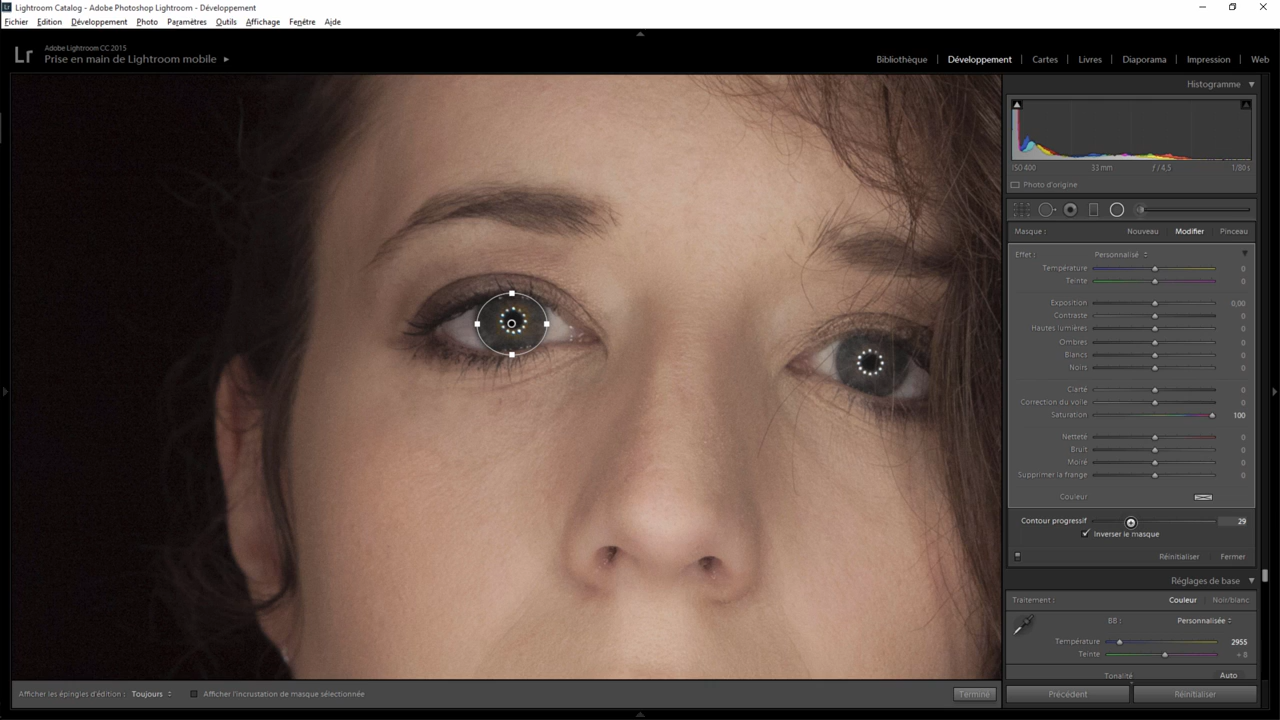 Lightroom Catalog - Adobe Photoshop Lightroom - Développement
Fichier Edition Développement Photo Paramètres Outils Affichage Fenêtre Aide
Lr
Adobe Lightroom CC 2015
Prise en main de Lightroom mobile
Bibliothèque | Développement | Cartes | Livres | Diaporama | Impression | Web
Histogramme
ISO 400 33 mm ƒ / 4,5 1/80 s
Photo d'origine
Masque : Nouveau Modifier Pinceau
Effet : Personnalisé
Température 0
Teinte 0
Exposition 0,00
Contraste 0
Hautes lumières 0
Ombres 0
Blancs 0
Noirs 0
Clarté 0
Correction du voile 0
Saturation 100
Netteté 0
Bruit 0
Moiré 0
Supprimer la frange 0
Couleur
Contour progressif 29
Inverser le masque
Réinitialiser Fermer
Réglages de base
Traitement : Couleur Noir/blanc
BB : Personnalisée
Température 2955
Teinte + 8
Tonalité Auto
Afficher les épingles d'édition : Toujours Afficher l'incrustation de masque sélectionnée Terminé
Précédent Réinitialiser